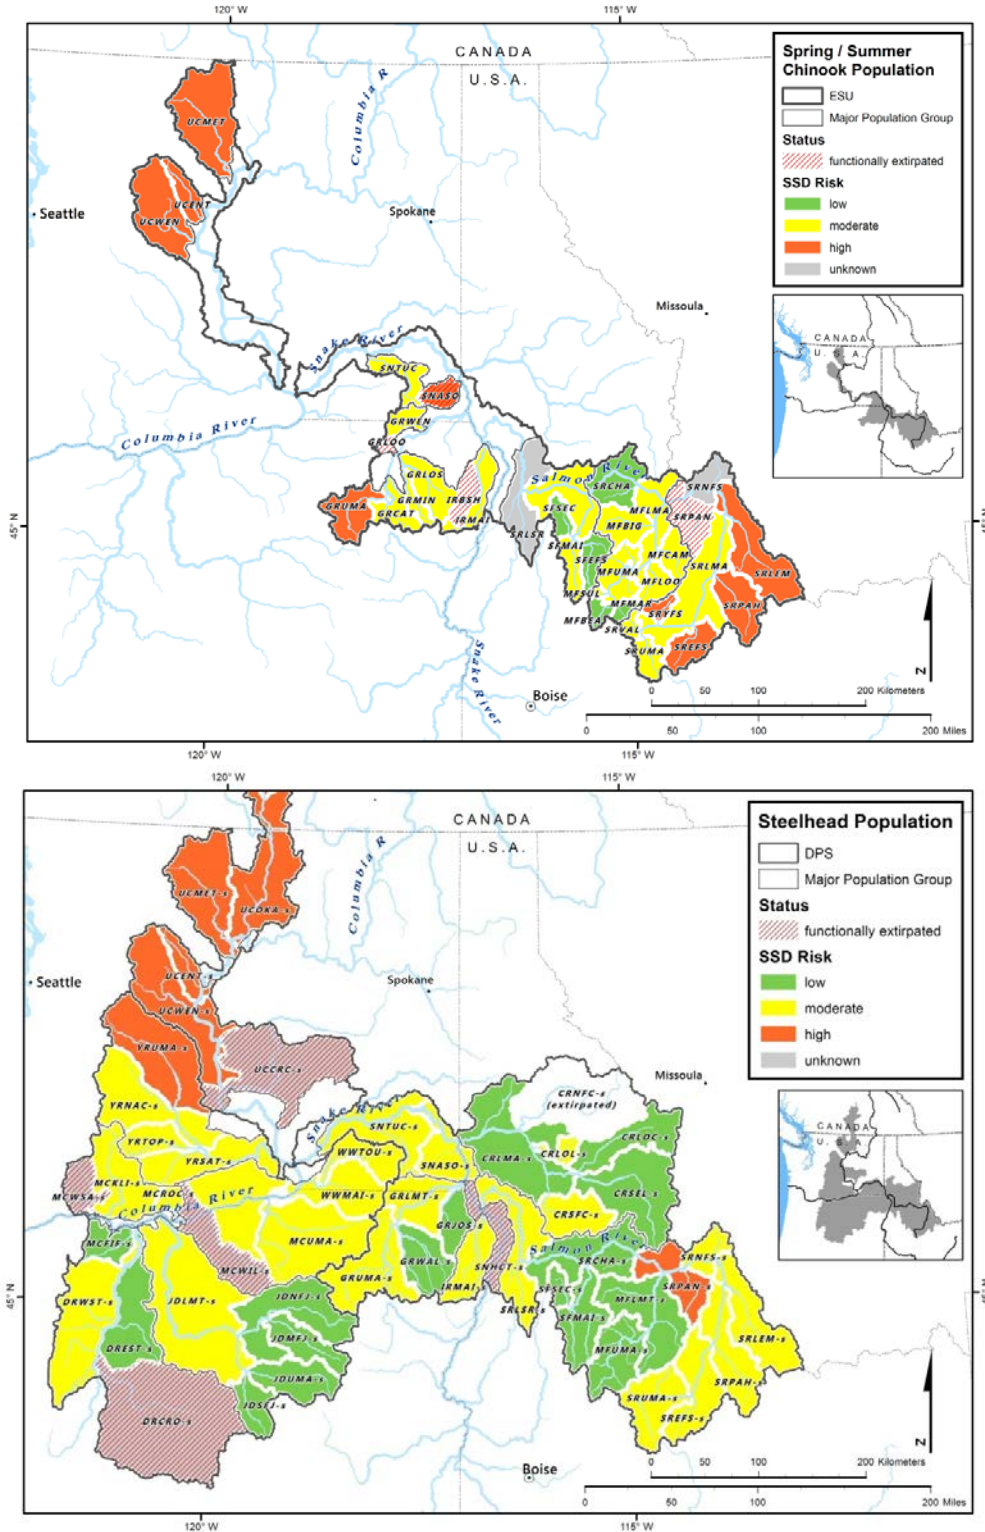 120° W
115° W
CANADA
U.S.A.
Columbia R
Spring / Summer
Chinook Population
ESU
Major Population Group
Status
functionally extirpated
SSD Risk
low
moderate
high
unknown
UCMET
UCENT
UCWEN
Seattle
Spokane
Missoula
CANADA
U. S. A.
Snake River
SNTUC
SNASO
GRWEN
Columbia River
GRLOO
GRLOS
Salmon River
SRCHA
SRNFS
GRUMA
GRMIN
IRBSH
SFSEC
MFLMA
SRPAN
GRCAT
IRMAI
MFBIG
45° N
45° N
SRLSR
SFMAI
SFEFS
MFCAM
SRLMA
MFUMA
MFLOO
SRLEM
MFSUL
MFMAR
SRYFS
SRPAH
MFBEA
SRVAL
SRUMA
SREFS
Snake River
Boise
N
0 50 100 200 Kilometers
0 50 100 200 Miles
120° W
115° W
120° W
115° W
CANADA
U.S.A.
Columbia R
Steelhead Population
DPS
Major Population Group
Status
functionally extirpated
SSD Risk
low
moderate
high
unknown
UCMET-s
UCOKA-s
Seattle
Spokane
UCENT-s
UCWEN-s
YRUMA-s
UCCRC-s
Missoula
CRNFC-s
(extirpated)
CANADA
U. S. A.
YRNAC-s
Snake River
SNTUC-s
YRTOP-s
YRSAT-s
WWTOU-s
SNASO-s
CRLMA-s
CRLOL-s
CRLOC-s
MCWSA-s
MCKLI-s
MCROC-s
WWMAI-s
GRLMT-s
CRSEL-s
Columbia River
CRSFC-s
MCFIF-s
MCUMA-s
GRJOS-s
Salmon River
SRNFS-s
MCWIL-s
GRUMA-s
GRWAL-s
SNHCT-s
SRCHA-s
SRPAN-s
IRMAI-s
SFSEC-s
45° N
45° N
DRWST-s
JDLMT-s
JDNFJ-s
SRLSR-s
SFMAI-s
MFLMT-s
DREST-s
JDMFJ-s
MFUMA-s
SRLEM-s
JDUMA-s
SRPAH-s
JDSFJ-s
SRUMA-s
DRCRO-s
SREFS-s
Boise
N
0 50 100 200 Kilometers
0 50 100 200 Miles
120° W
115° W